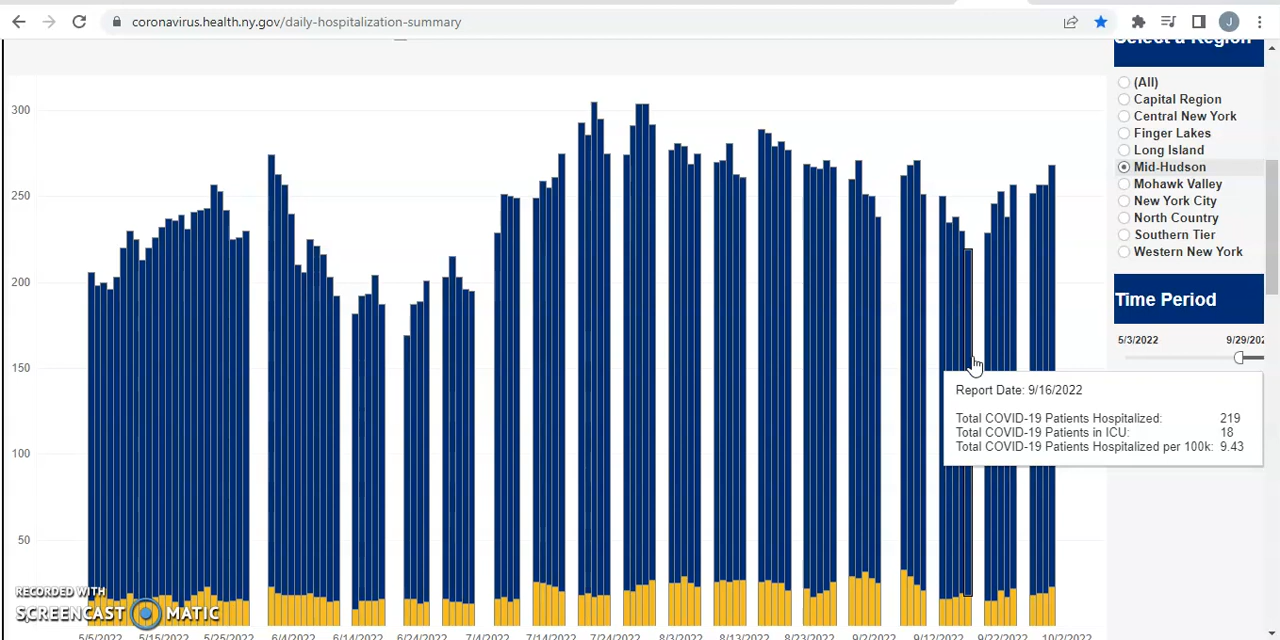 coronavirus.health.ny.gov/daily-hospitalization-summary
J
Select a Region
(All)
Capital Region
Central New York
Finger Lakes
Long Island
Mid-Hudson
Mohawk Valley
New York City
North Country
Southern Tier
Western New York
Time Period
5/3/2022 9/29/202
300
250
200
150
100
50
Report Date: 9/16/2022
Total COVID-19 Patients Hospitalized: 219
Total COVID-19 Patients in ICU: 18
Total COVID-19 Patients Hospitalized per 100k: 9.43
RECORDED WITH
SCREENCAST MATIC
5/5/2022 5/15/2022 5/25/2022 6/4/2022 6/14/2022 6/24/2022 7/4/2022 7/14/2022 7/24/2022 8/3/2022 8/13/2022 8/23/2022 9/2/2022 9/12/2022 9/22/2022 10/2/2022